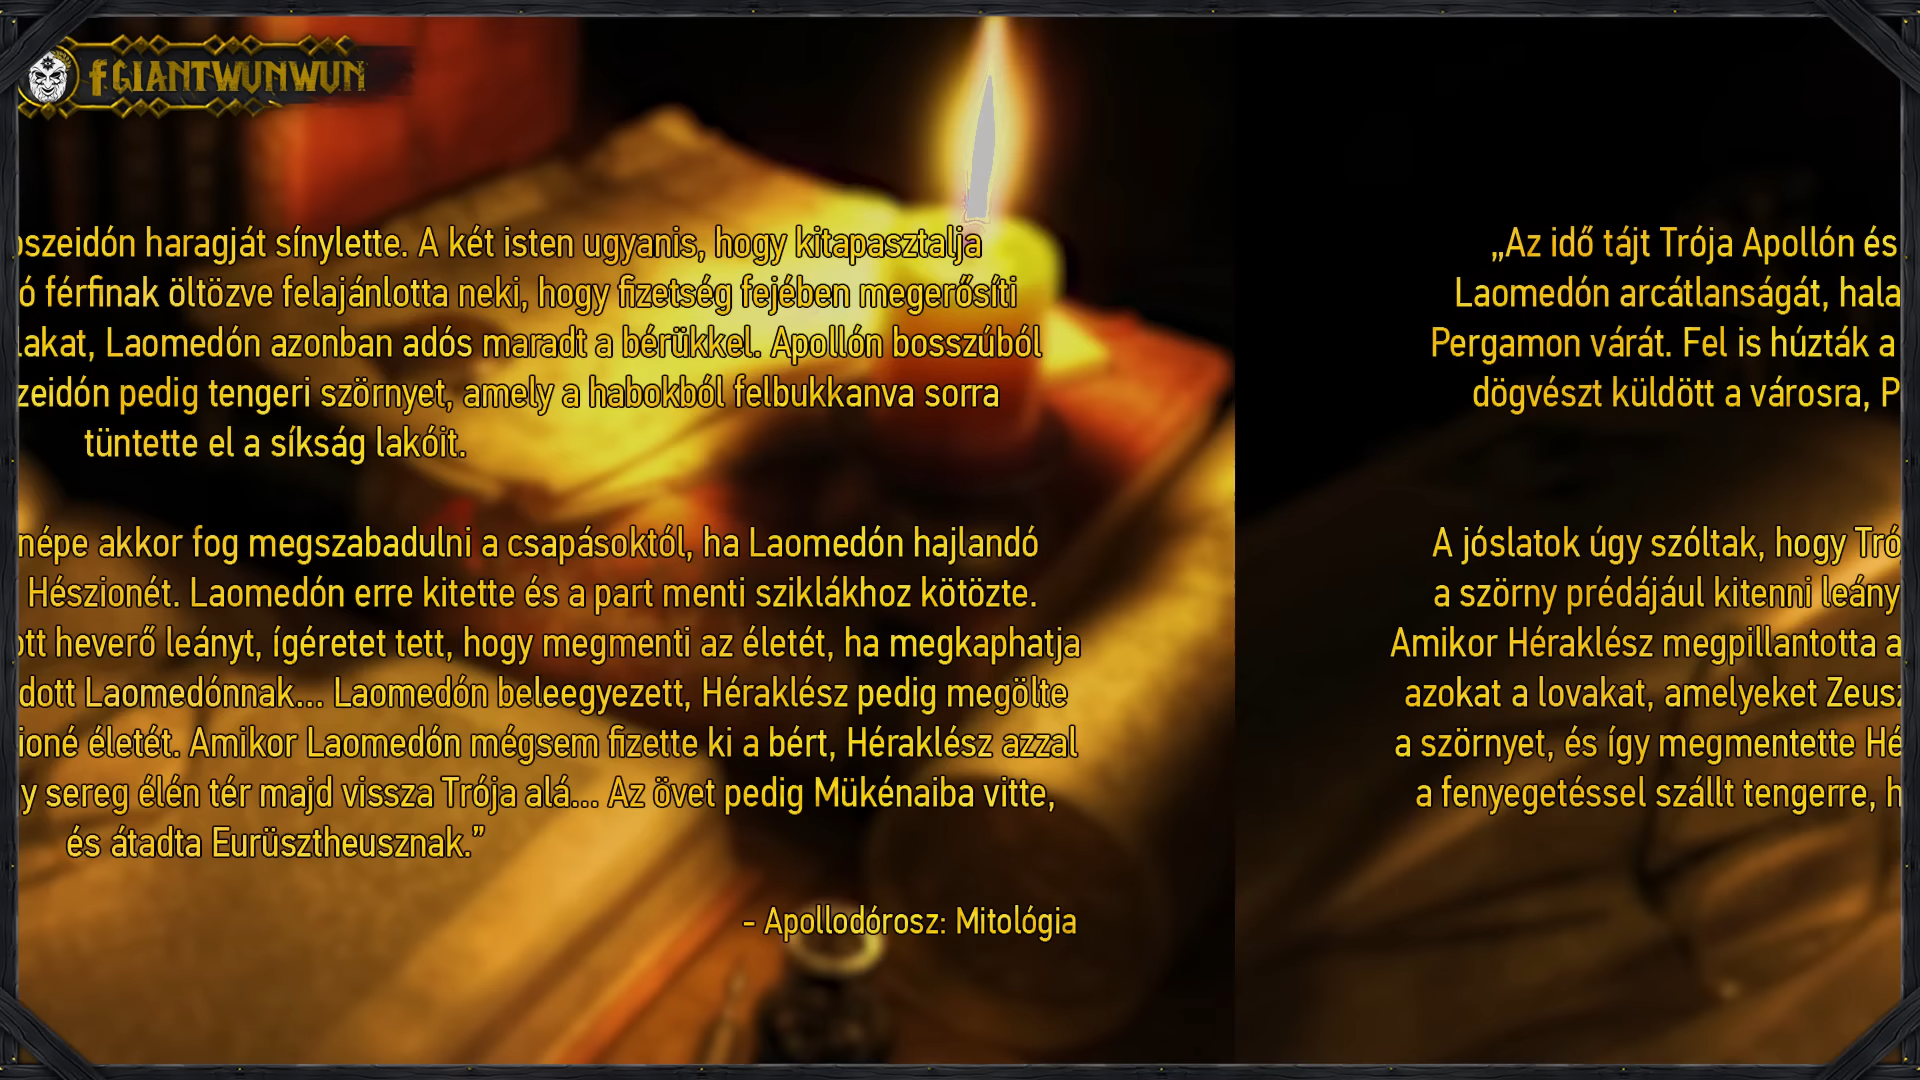 fGIANTWUNWUN
oszeidón haragját sínylette. A két isten ugyanis, hogy kitapasztalja
ó férfinak öltözve felajánlotta neki, hogy fizetség fejében megerősíti
lakat, Laomedón azonban adós maradt a bérükkel. Apollón bosszúból
zeidón pedig tengeri szörnyet, amely a habokból felbukkanva sorra
tüntette el a síkság lakóit.
népe akkor fog megszabadulni a csapásoktól, ha Laomedón hajlandó
Hészionét. Laomedón erre kitette és a part menti sziklákhoz kötözte.
ott heverő leányt, ígéretet tett, hogy megmenti az életét, ha megkaphatja
dott Laomedónnak... Laomedón beleegyezett, Héraklész pedig megölte
ioné életét. Amikor Laomedón mégsem fizette ki a bért, Héraklész azzal
y sereg élén tér majd vissza Trója alá... Az övet pedig Mükénaiba vitte,
és átadta Eurüsztheusznak.”
- Apollodórosz: Mitológia
„Az idő tájt Trója Apollón és
Laomedón arcátlanságát, hala
Pergamon várát. Fel is húzták a
dögvészt küldött a városra, P
A jóslatok úgy szóltak, hogy Tró
a szörny prédájául kitenni leány
Amikor Héraklész megpillantotta a
azokat a lovakat, amelyeket Zeusz
a szörnyet, és így megmentette Hé
a fenyegetéssel szállt tengerre, h